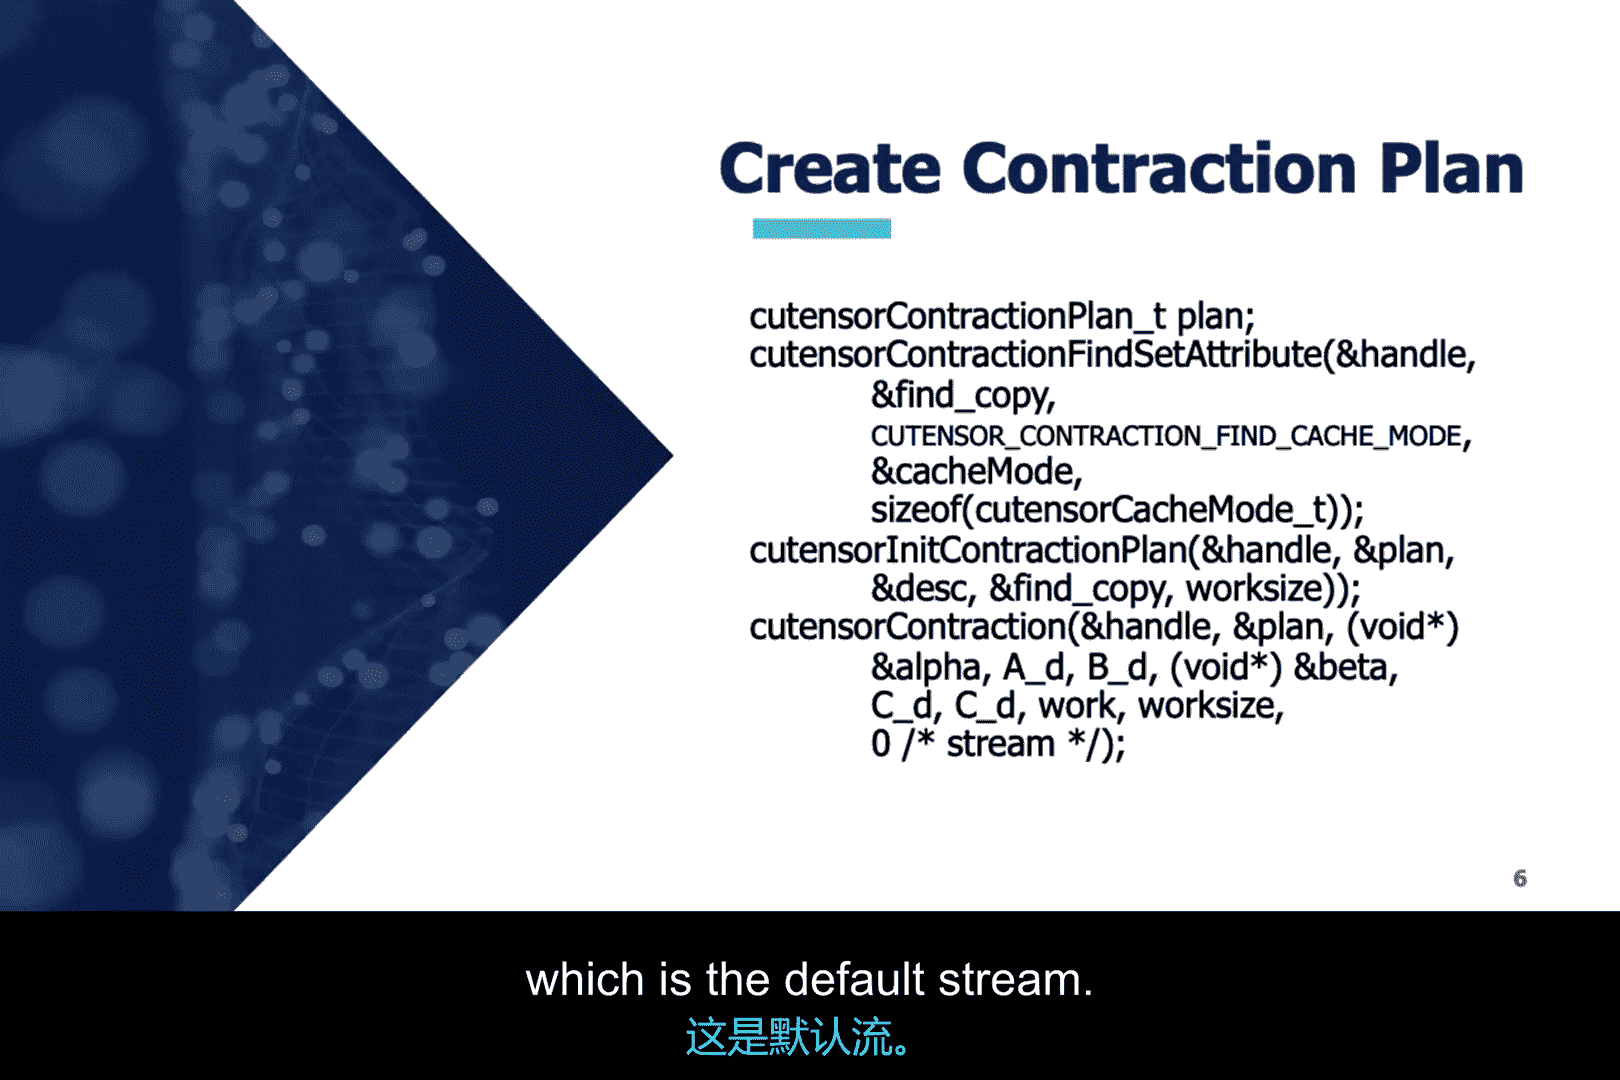 Create Contraction Plan
cutensorContractionPlan_t plan;
cutensorContractionFindSetAttribute(&handle,
&find_copy,
CUTENSOR_CONTRACTION_FIND_CACHE_MODE,
&cacheMode,
sizeof(cutensorCacheMode_t));
cutensorInitContractionPlan(&handle, &plan,
&desc, &find_copy, worksize));
cutensorContraction(&handle, &plan, (void*)
&alpha, A_d, B_d, (void*) &beta,
C_d, C_d, work, worksize,
0 /* stream */);
6
which is the default stream.
这是默认流。